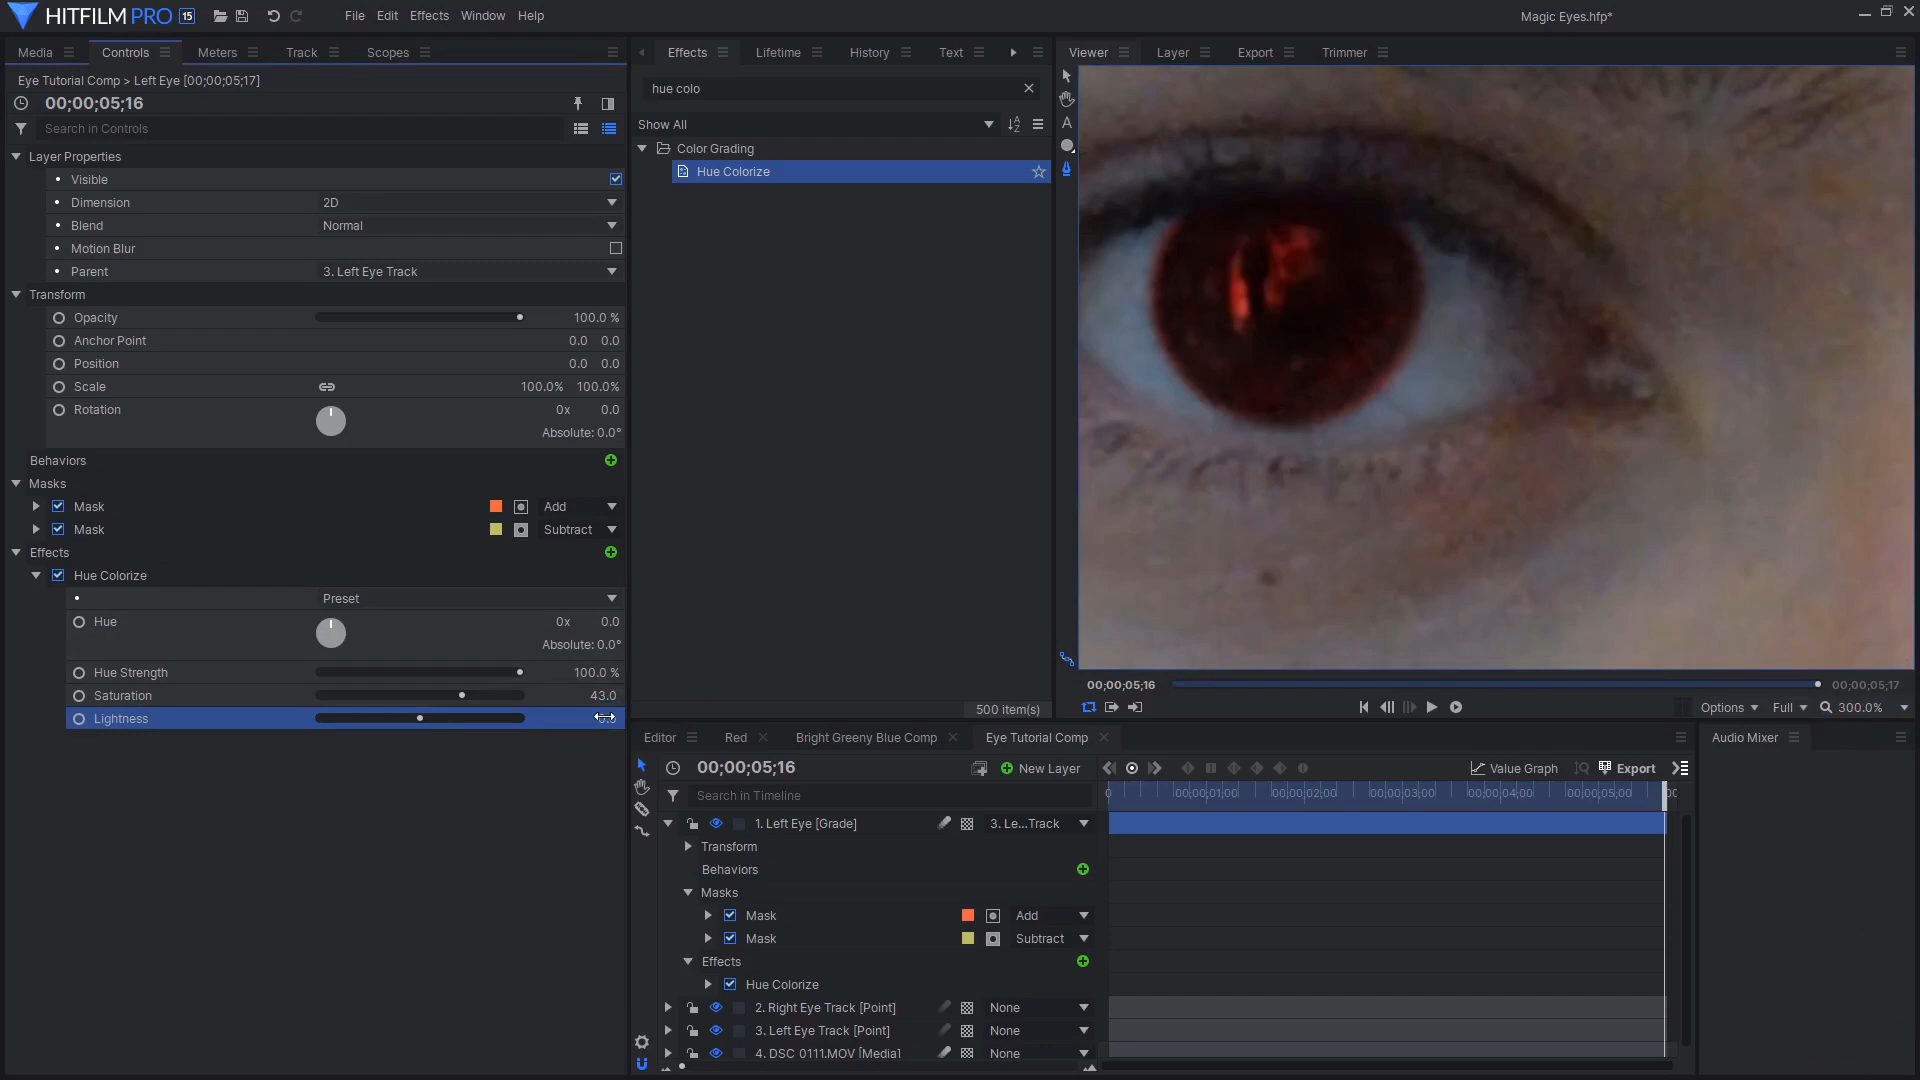 HITFILM PRO 15
File Edit Effects Window Help
Magic Eyes.hfp*
Media Controls Meters Track Scopes
Eye Tutorial Comp > Left Eye [00;00;05;17]
00;00;05;16
Search in Controls
Layer Properties
Visible
Dimension 2D
Blend Normal
Motion Blur
Parent 3. Left Eye Track
Transform
Opacity 100.0 %
Anchor Point 0.0 0.0
Position 0.0 0.0
Scale 100.0% 100.0%
Rotation 0x 0.0
Absolute: 0.0°
Behaviors
Masks
Mask Add
Mask Subtract
Effects
Hue Colorize
Preset
Hue 0x 0.0
Absolute: 0.0°
Hue Strength 100.0 %
Saturation 43.0
Lightness
Effects Lifetime History Text
hue colo
Show All
Color Grading
Hue Colorize
500 item(s)
Viewer Layer Export Trimmer
A
00;00;05;16 00;00;05;17
Options Full 300.0%
Editor Red Bright Greeny Blue Comp Eye Tutorial Comp
00;00;05;16 New Layer Value Graph Export
Search in Timeline
0 00;00;01;00 00;00;02;00 00;00;03;00 00;00;04;00 00;00;05;00
1. Left Eye [Grade] 3. Le...Track
Transform
Behaviors
Masks
Mask Add
Mask Subtract
Effects
Hue Colorize
2. Right Eye Track [Point] None
3. Left Eye Track [Point] None
4. DSC_0111.MOV [Media] None
Audio Mixer